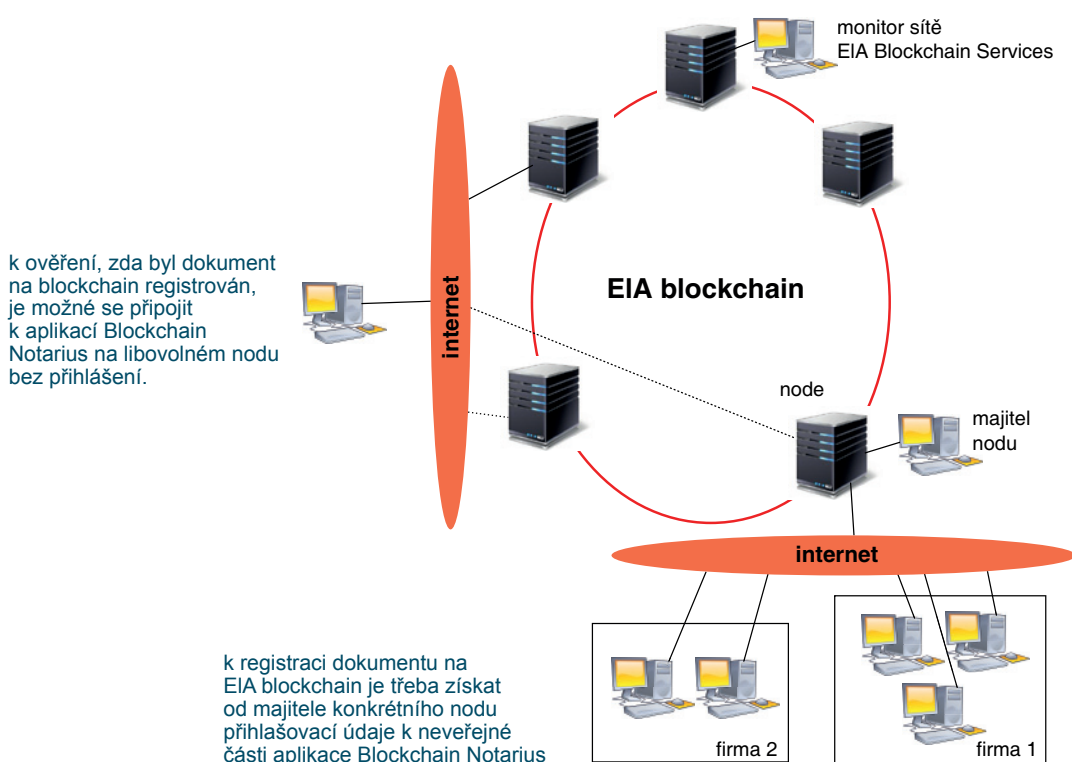 monitor sítě
EIA Blockchain Services
k ověření, zda byl dokument
na blockchain registrován,
je možné se připojit
k aplikací Blockchain
Notarius na libovolném nodu
bez přihlášení.
internet
EIA blockchain
node
majitel
nodu
internet
k registraci dokumentu na
EIA blockchain je třeba získat
od majitele konkrétního nodu
přihlašovací údaje k neveřejné
části aplikace Blockchain Notarius
firma 2
firma 1